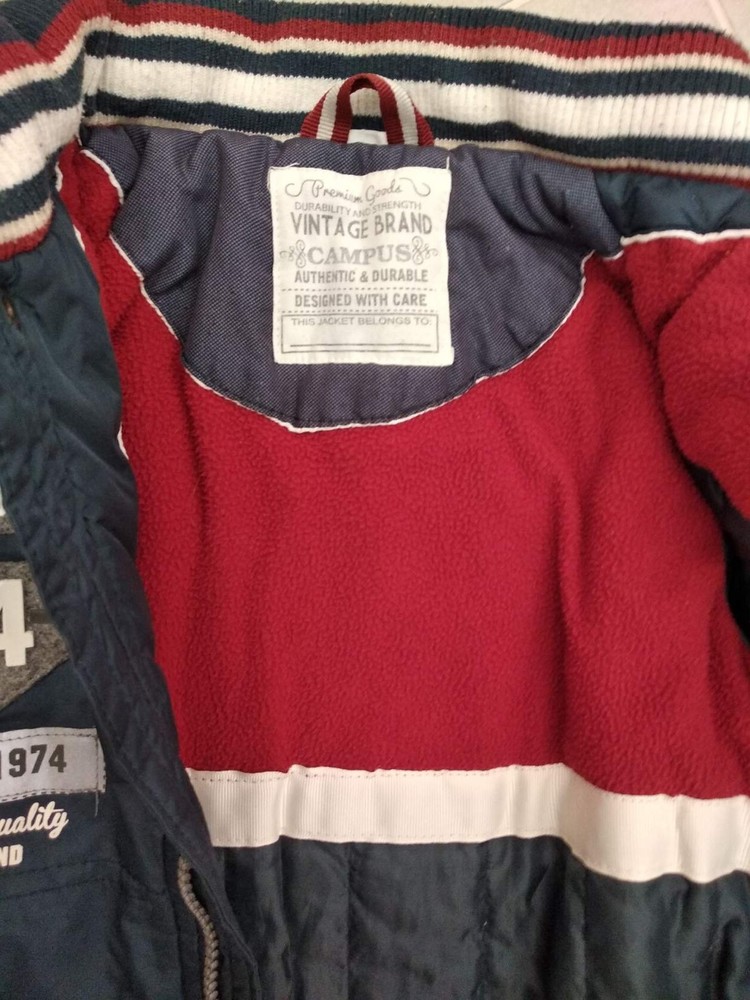 Premium Goods
DURABILITY AND STRENGTH
VINTAGE BRAND
CAMPUS
AUTHENTIC & DURABLE
DESIGNED WITH CARE
THIS JACKET BELONGS TO:
4
1974
uality
ND